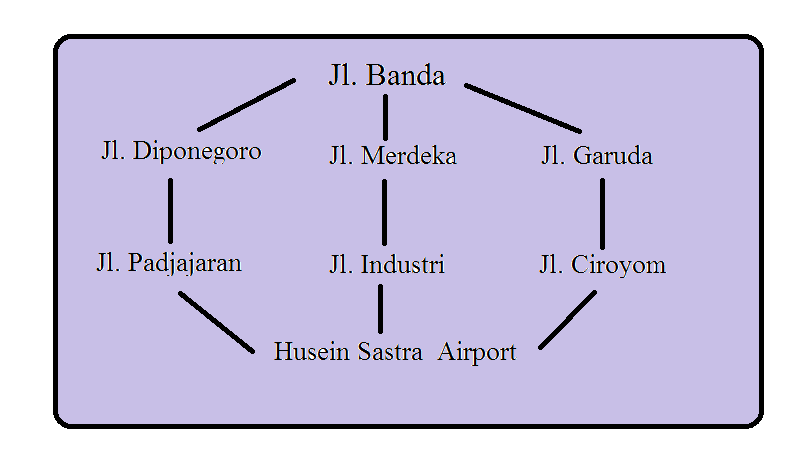 Jl. Banda
Jl. Diponegoro Jl. Merdeka Jl. Garuda
Jl. Padjajaran Jl. Industri Jl. Ciroyom
Husein Sastra Airport